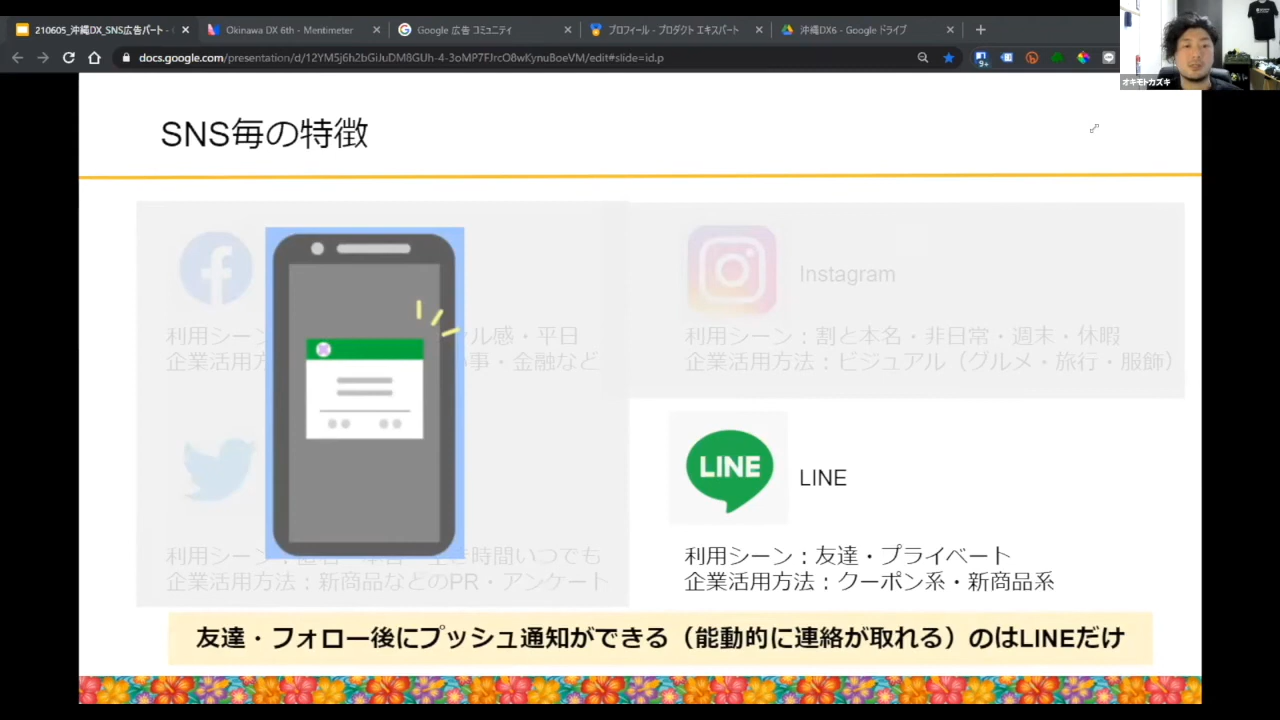 210605_沖縄DX_SNS広告パート -
Okinawa DX 6th - Mentimeter
Google 広告 コミュニティ
プロフィール - プロダクト エキスパート
沖縄DX6 - Google ドライブ
docs.google.com/presentation/d/12YM5j6h2bGiJuDM8GUh-4-3oMP7FJrcO8wKynu8oeVM/edit#slide=id.p
9+
オキモトカズキ
SNS毎の特徴
利用シーン
ル感・平日
企業活用方
事・金融など
Instagram
利用シーン：割と本名・非日常・週末・休暇
企業活用方法：ビジュアル（グルメ・旅行・服飾）
利用シーン：
き時間いつでも
企業活用方法：新商品などのPR・アンケート
LINE
LINE
利用シーン：友達・プライベート
企業活用方法：クーポン系・新商品系
友達・フォロー後にプッシュ通知ができる（能動的に連絡が取れる）のはLINEだけ